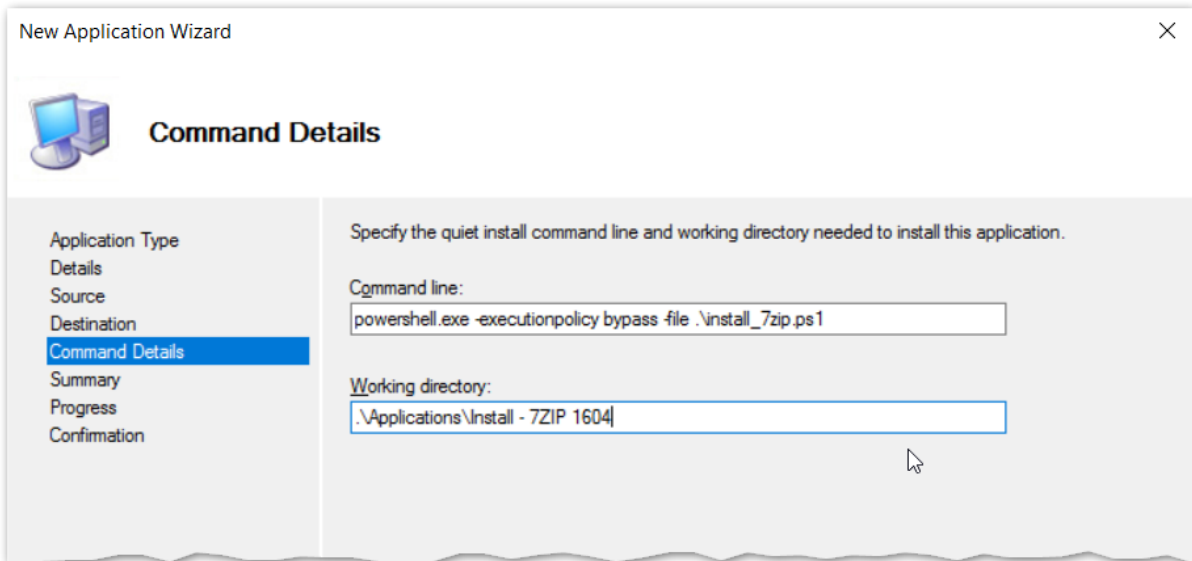 New Application Wizard
Command Details
Application Type
Details
Source
Destination
Command Details
Summary
Progress
Confirmation
Specify the quiet install command line and working directory needed to install this application.
Command line:
powershell.exe -executionpolicy bypass -file .\install_7zip.ps1
Working directory:
.\Applications\Install - 7ZIP 1604